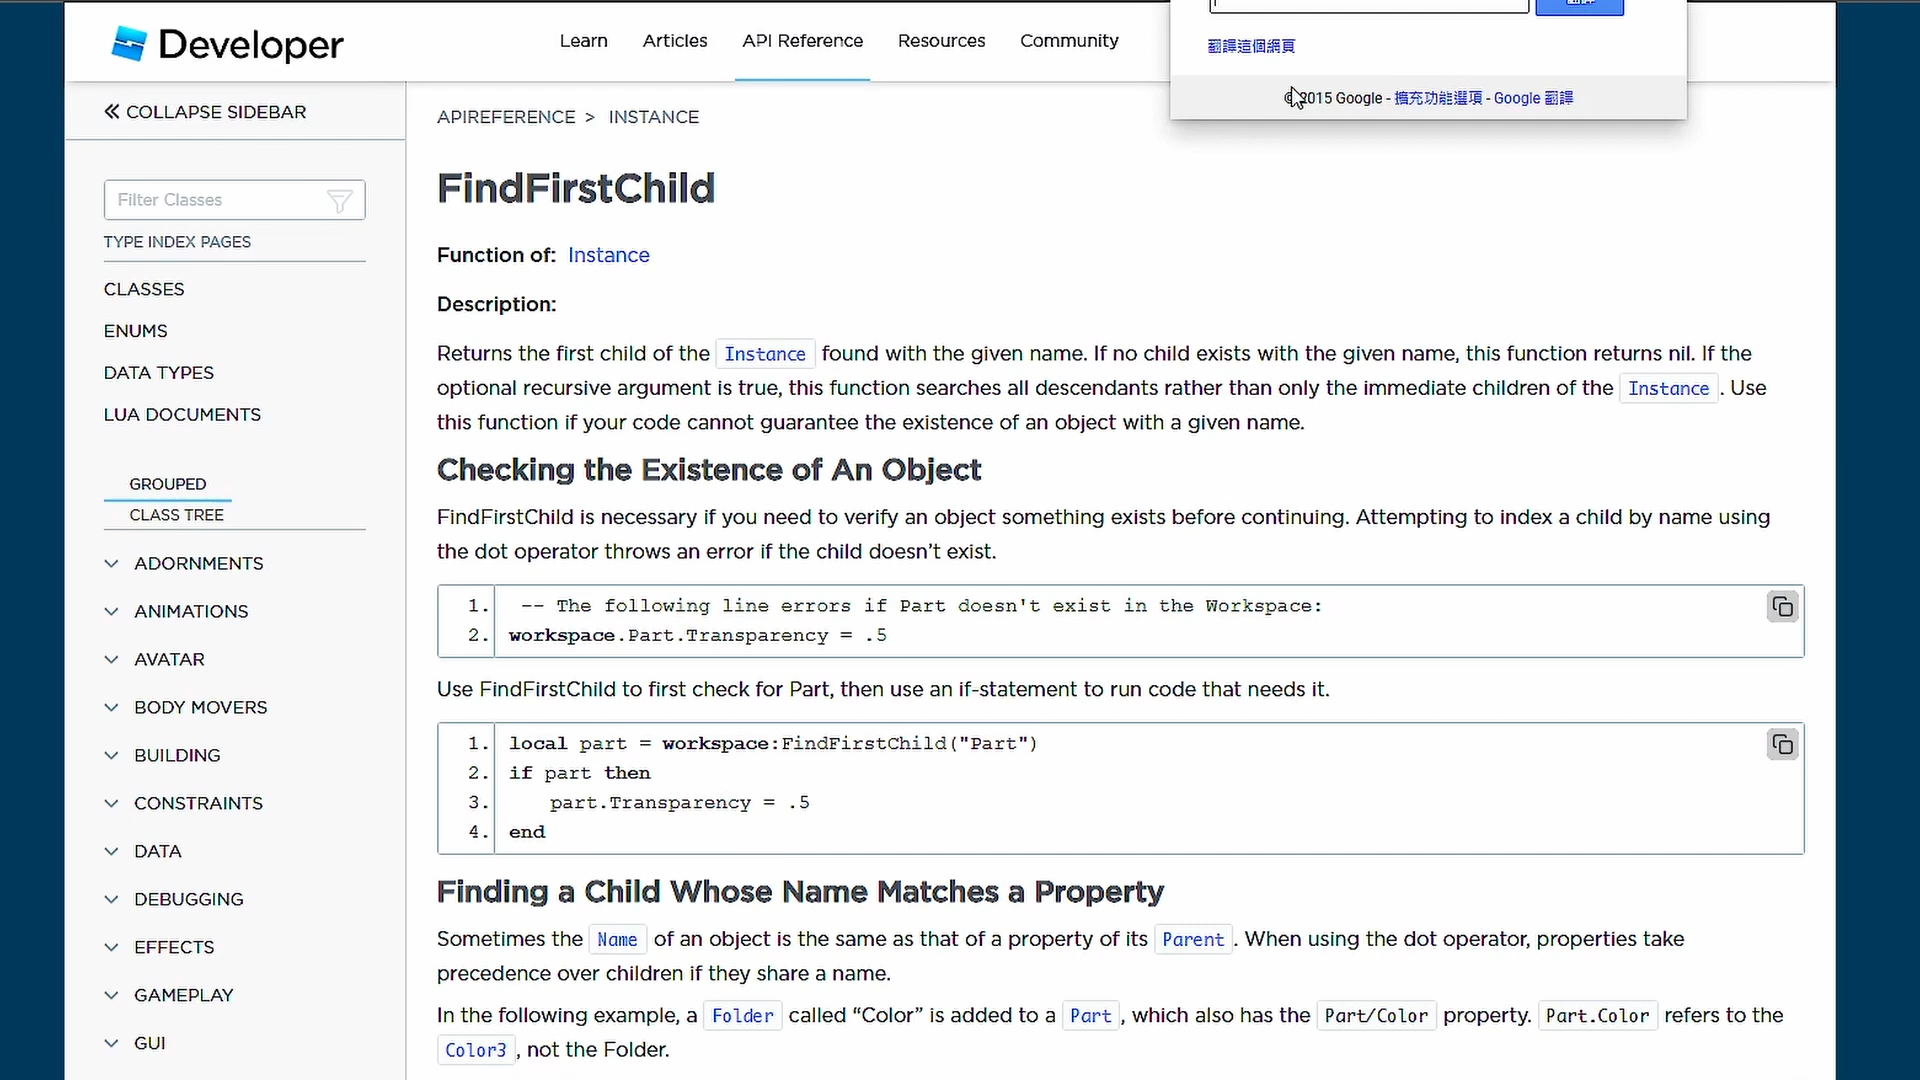 Developer
Learn
Articles
API Reference
Resources
Community
翻譯這個網頁
2015 Google - 擴充功能選項 - Google 翻譯
COLLAPSE SIDEBAR
Filter Classes
TYPE INDEX PAGES
CLASSES
ENUMS
DATA TYPES
LUA DOCUMENTS
GROUPED
CLASS TREE
ADORNMENTS
ANIMATIONS
AVATAR
BODY MOVERS
BUILDING
CONSTRAINTS
DATA
DEBUGGING
EFFECTS
GAMEPLAY
GUI
APIREFERENCE > INSTANCE
FindFirstChild
Function of: Instance
Description:
Returns the first child of the Instance found with the given name. If no child exists with the given name, this function returns nil. If the
optional recursive argument is true, this function searches all descendants rather than only the immediate children of the Instance. Use
this function if your code cannot guarantee the existence of an object with a given name.
Checking the Existence of An Object
FindFirstChild is necessary if you need to verify an object something exists before continuing. Attempting to index a child by name using
the dot operator throws an error if the child doesn’t exist.
1. -- The following line errors if Part doesn't exist in the Workspace:
2. workspace.Part.Transparency = .5
Use FindFirstChild to first check for Part, then use an if-statement to run code that needs it.
1. local part = workspace:FindFirstChild("Part")
2. if part then
3. part.Transparency = .5
4. end
Finding a Child Whose Name Matches a Property
Sometimes the Name of an object is the same as that of a property of its Parent. When using the dot operator, properties take
precedence over children if they share a name.
In the following example, a Folder called “Color” is added to a Part, which also has the Part/Color property. Part.Color refers to the
Color3, not the Folder.